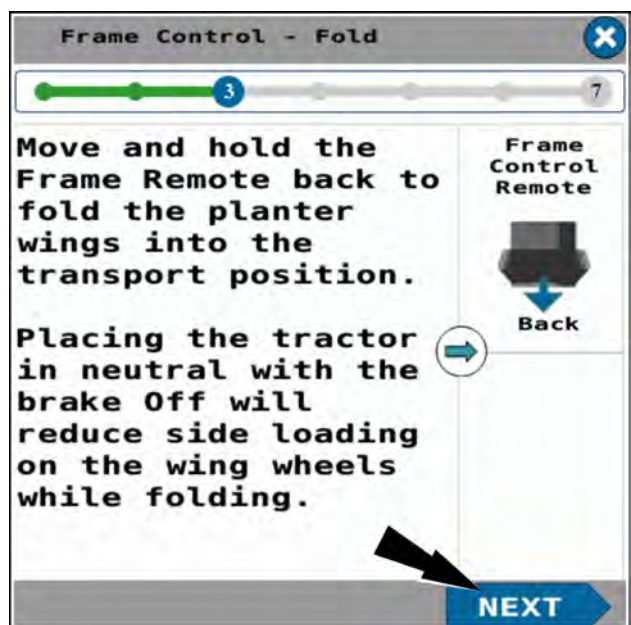 Frame Control - Fold
3
7
Move and hold the
Frame Remote back to
fold the planter
wings into the
transport position.
Placing the tractor
in neutral with the
brake Off will
reduce side loading
on the wing wheels
while folding.
Frame
Control
Remote
Back
NEXT